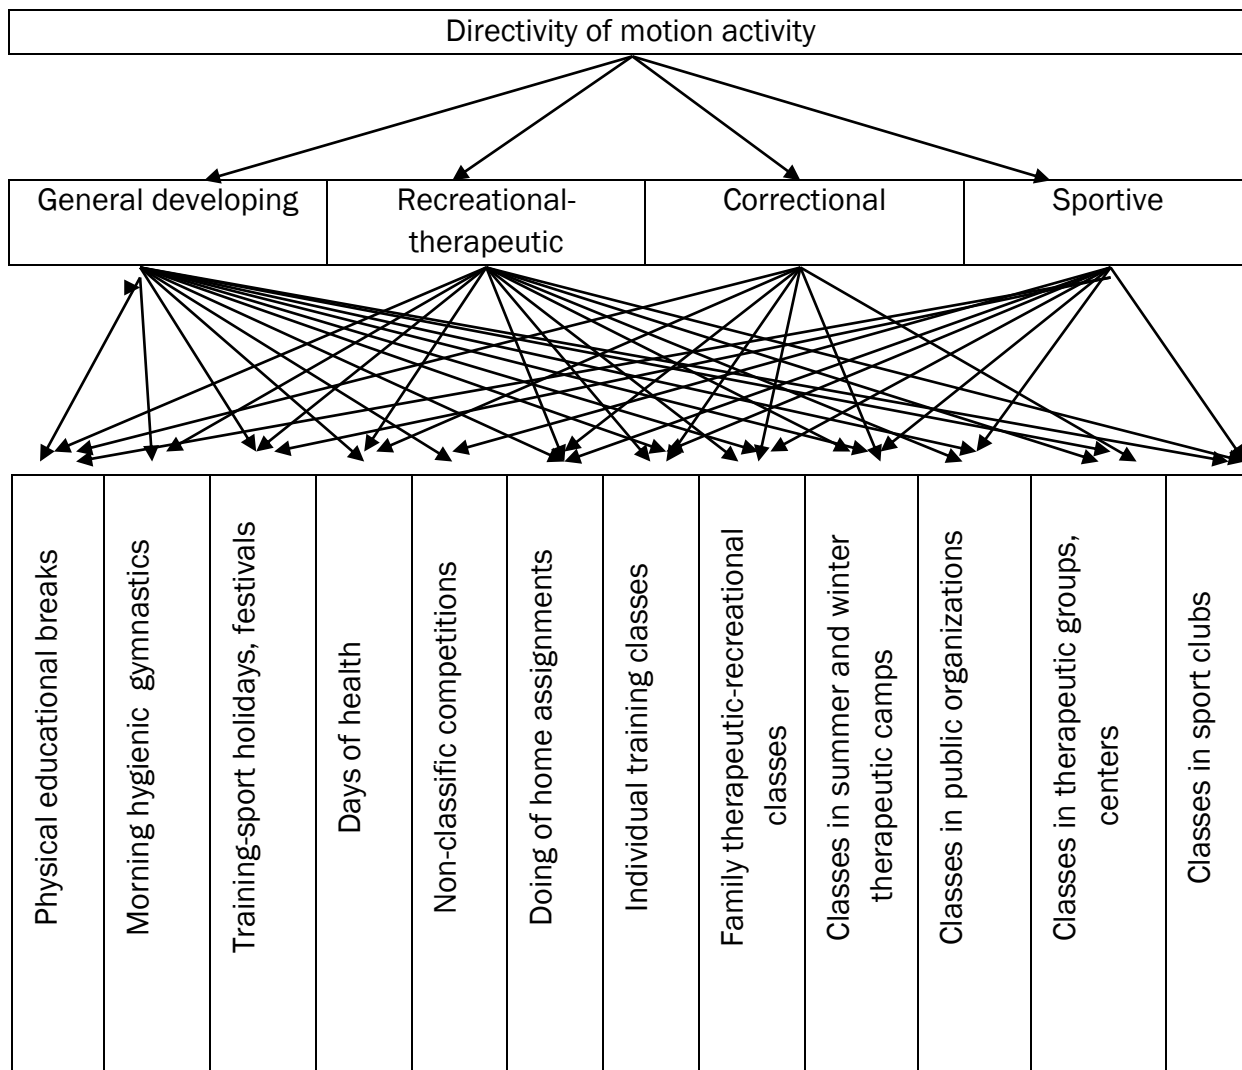 Directivity of motion activity
General developing
Recreational-
therapeutic
Correctional
Sportive
Physical educational breaks
Morning hygienic  gymnastics
Training-sport holidays, festivals
Days of health
Non-classific competitions
Doing of home assignments
Individual training classes
Family therapeutic-recreational
classes
Classes in summer and winter
therapeutic camps
Classes in public organizations
Classes in therapeutic groups,
centers
Classes in sport clubs